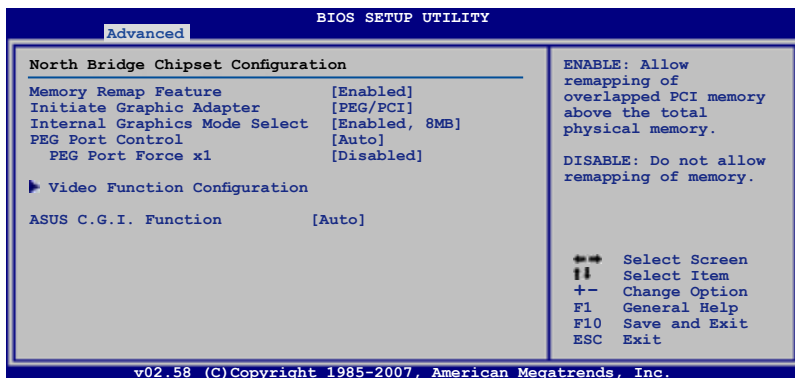 BIOS SETUP UTILITY
Advanced
North Bridge Chipset Configuration
Memory Remap Feature [Enabled]
Initiate Graphic Adapter [PEG/PCI]
Internal Graphics Mode Select [Enabled, 8MB]
PEG Port Control [Auto]
PEG Port Force x1 [Disabled]
Video Function Configuration
ASUS C.G.I. Function [Auto]
ENABLE: Allow
remapping of
overlapped PCI memory
above the total
physical memory.
DISABLE: Do not allow
remapping of memory.
←→ Select Screen
↑↓ Select Item
+- Change Option
F1 General Help
F10 Save and Exit
ESC Exit
v02.58 (C)Copyright 1985-2007, American Megatrends, Inc.